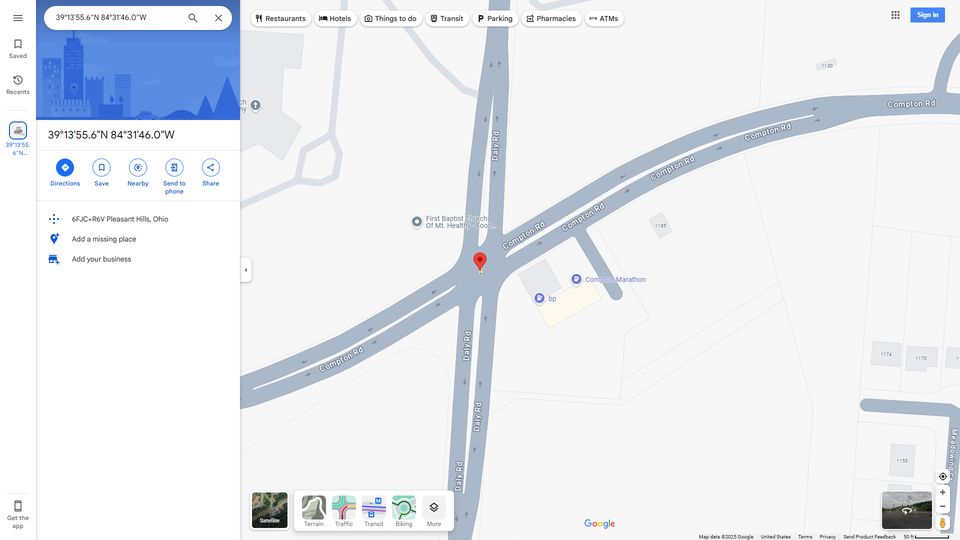 39°13'55.6"N 84°31'46.0"W
Restaurants
Hotels
Things to do
Transit
Parking
Pharmacies
ATMs
Sign in
Saved
Recents
39°13'55.
6"N...
39°13'55.6"N 84°31'46.0"W
Directions
Save
Nearby
Send to
phone
Share
6FJC+R6V Pleasant Hills, Ohio
Add a missing place
Add your business
Get the
app
ch
hy
1130
Compton Rd
Compton Rd
Compton Rd
Compton Rd
Compton Rd
Compton Rd
Daly Rd
First Baptist Church
Of Mt. Healthy - Food...
1185
Compton Marathon
bp
Daly Rd
Daly Rd
Daly Rd
1174
1170
1153
Satellite
Terrain
Traffic
Transit
Biking
More
Google
Map data ©2025 Google
United States
Terms
Privacy
Send Product Feedback
50 ft